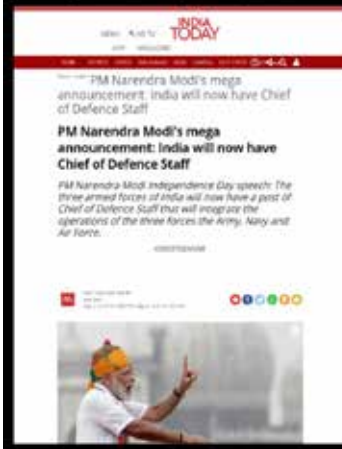 INDIA
TODAY
PM Narendra Modi's mega
announcement: India will now have Chief
of Defence Staff
PM Narendra Modi's mega
announcement: India will now have
Chief of Defence Staff
PM Narendra Modi Independence Day speech: The
three armed forces of India will now have a post of
Chief of Defence Staff that will integrate the
operations of the three forces the Army, Navy and
Air Force.
ADVERTISEMENT